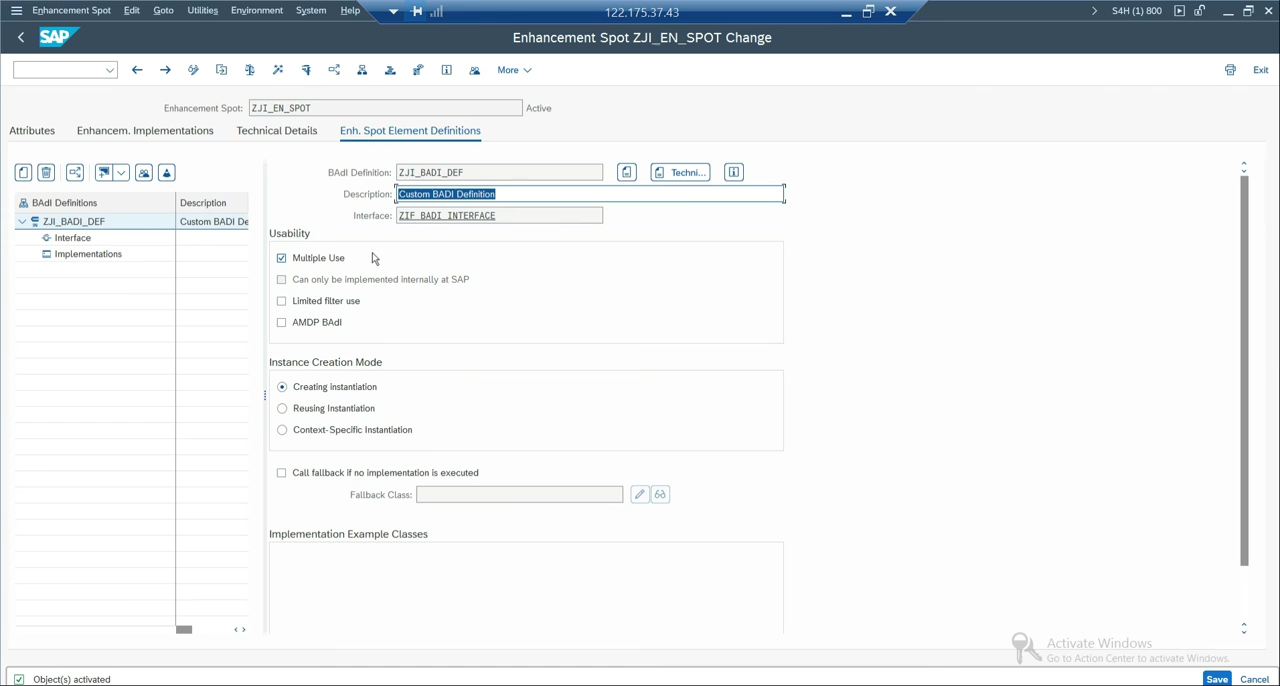 Enhancement Spot Edit Goto Utilities Environment System Help 122.175.37.43 S4H (1) 800
SAP Enhancement Spot ZJI_EN_SPOT Change
More Exit
Enhancement Spot: ZJI_EN_SPOT Active
Attributes Enhancem. Implementations Technical Details Enh. Spot Element Definitions
BAdI Definition: ZJI_BADI_DEF Techni...
Description: Custom BADI Definition
Interface: ZIF_BADI_INTERFACE
BAdI Definitions Description
ZJI_BADI_DEF Custom BADI De
Interface
Implementations
Usability
Multiple Use
Can only be implemented internally at SAP
Limited filter use
AMDP BAdI
Instance Creation Mode
Creating instantiation
Reusing Instantiation
Context-Specific Instantiation
Call fallback if no implementation is executed
Fallback Class:
Implementation Example Classes
Activate Windows
Go to Action Center to activate Windows.
Object(s) activated Save Cancel